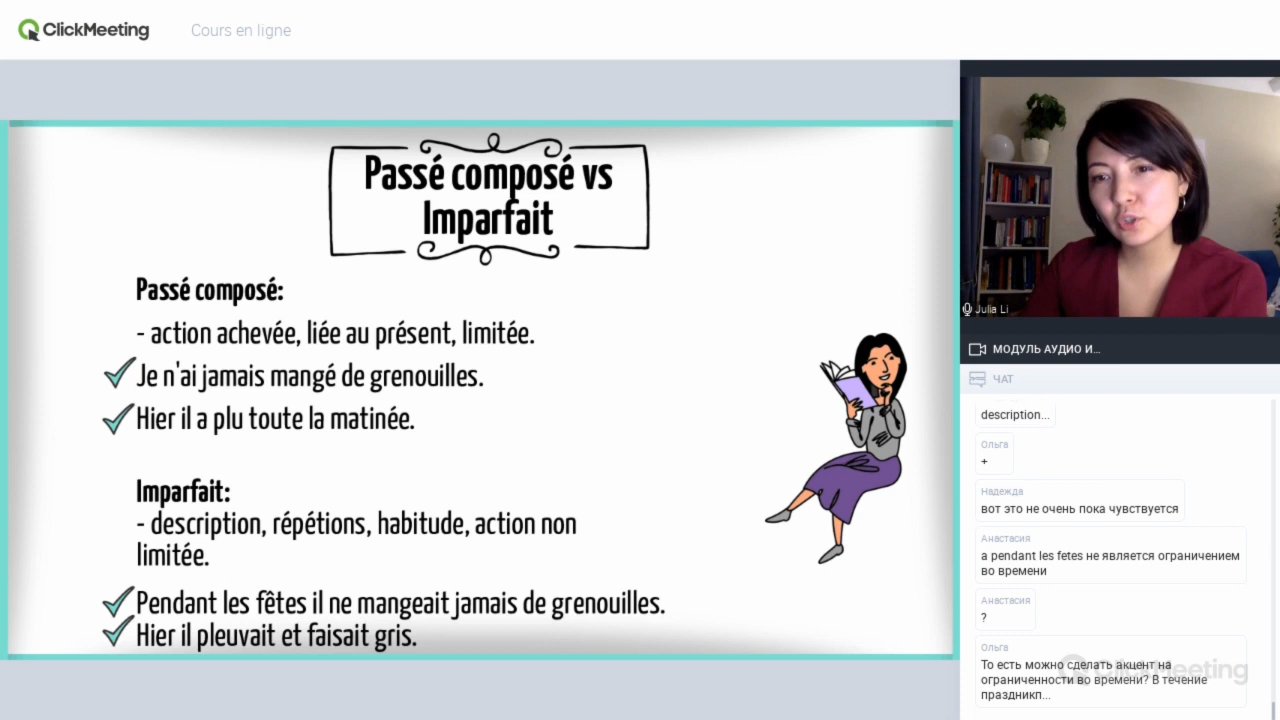 ClickMeeting
Cours en ligne
Passé composé vs
Imparfait
Passé composé:
- action achevée, liée au présent, limitée.
Je n'ai jamais mangé de grenouilles.
Hier il a plu toute la matinée.
Imparfait:
- description, répétions, habitude, action non
limitée.
Pendant les fêtes il ne mangeait jamais de grenouilles.
Hier il pleuvait et faisait gris.
Julia Li
МОДУЛЬ АУДИО И...
ЧАТ
description...
Ольга
+
Надежда
вот это не очень пока чувствуется
Анастасия
а pendant les fetes не является ограничением
во времени
Анастасия
?
Ольга
То есть можно сделать акцент на
ограниченности во времени? В течение
праздникп...
ClickMeeting